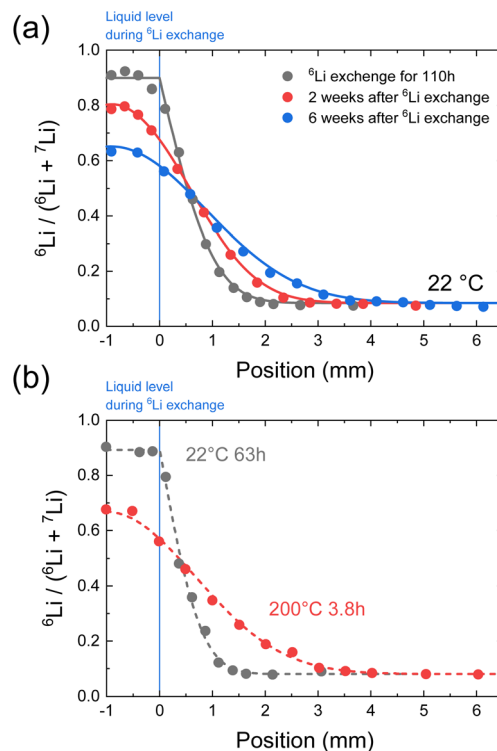 (a)
Liquid level
during ⁶Li exchange
⁶Li exchenge for 110h
2 weeks after ⁶Li exchange
6 weeks after ⁶Li exchange
22 °C
⁶Li / (⁶Li + ⁷Li)
1.0
0.8
0.6
0.4
0.2
0.0
-1 0 1 2 3 4 5 6
Position (mm)
(b)
Liquid level
during ⁶Li exchange
22°C 63h
200°C 3.8h
⁶Li / (⁶Li + ⁷Li)
1.0
0.8
0.6
0.4
0.2
0.0
-1 0 1 2 3 4 5 6
Position (mm)